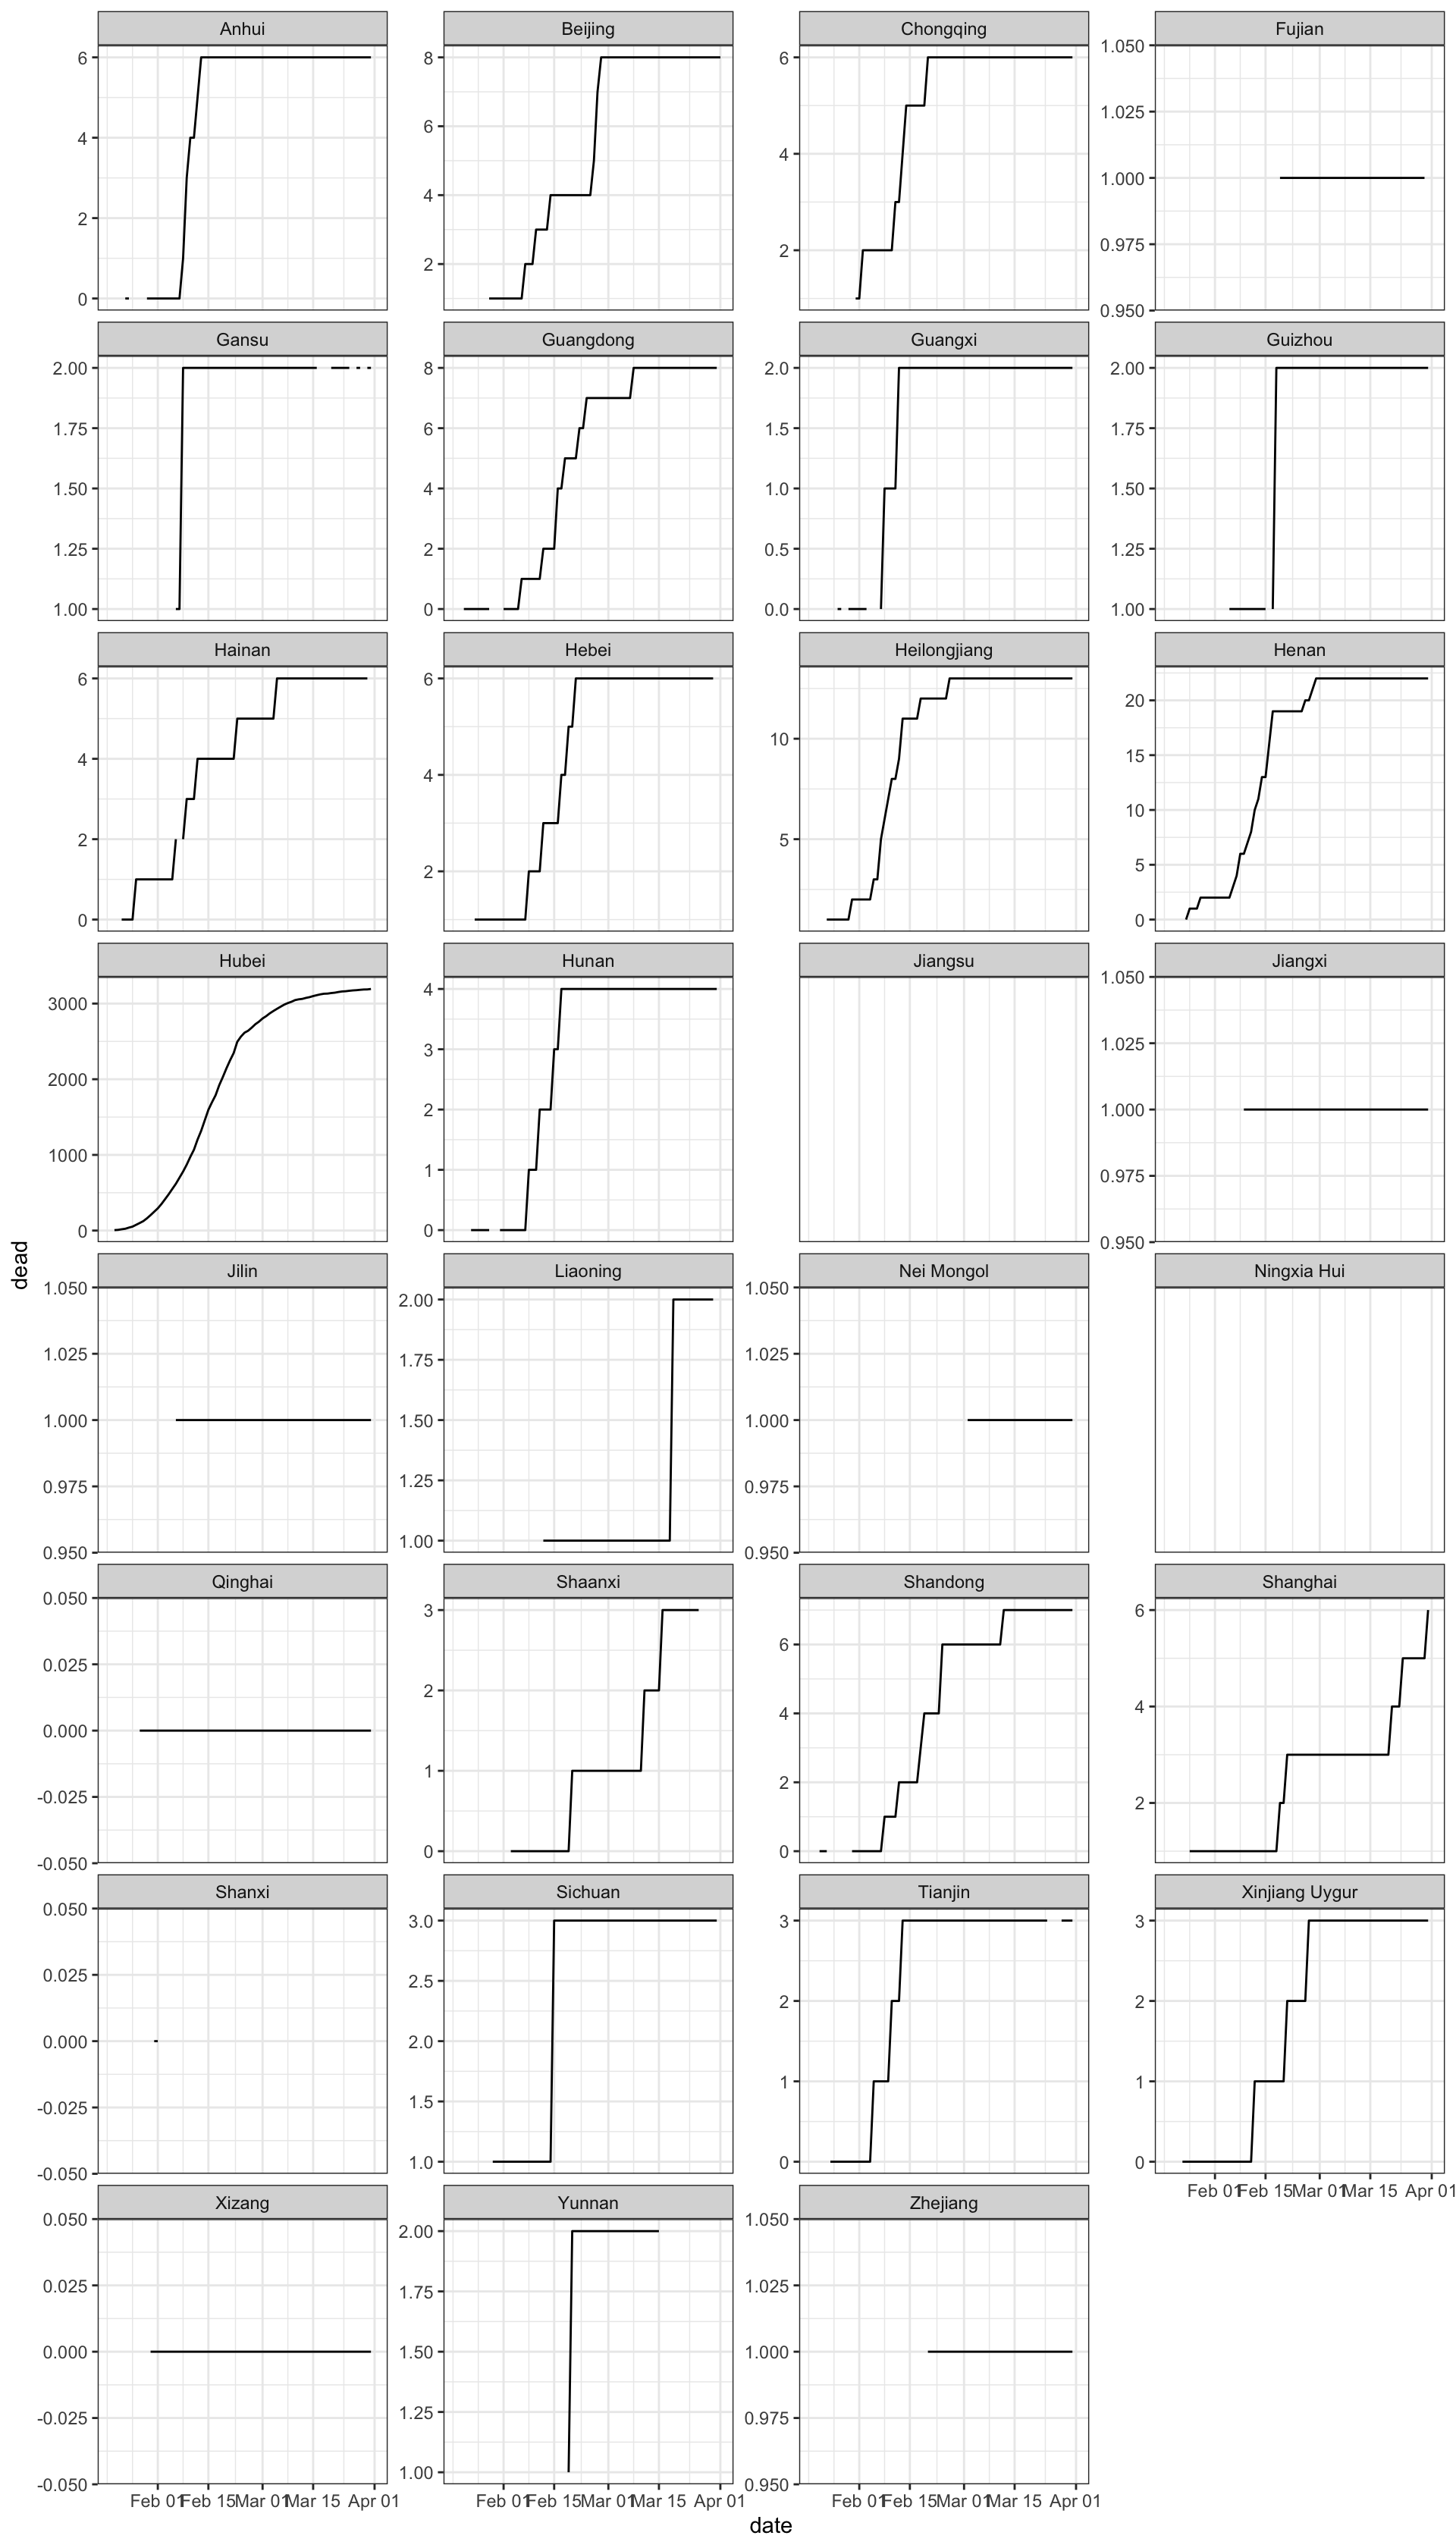 Anhui Beijing Chongqing Fujian
6 4 2 0
8 6 4 2
6 4 2
1.050 1.025 1.000 0.975 0.950
Gansu Guangdong Guangxi Guizhou
2.00 1.75 1.50 1.25 1.00
8 6 4 2 0
2.0 1.5 1.0 0.5 0.0
2.00 1.75 1.50 1.25 1.00
Hainan Hebei Heilongjiang Henan
6 4 2 0
6 4 2
10 5
20 15 10 5 0
Hubei Hunan Jiangsu Jiangxi
3000 2000 1000 0
4 3 2 1 0
1.050 1.025 1.000 0.975 0.950
dead
Jilin Liaoning Nei Mongol Ningxia Hui
1.050 1.025 1.000 0.975 0.950
2.00 1.75 1.50 1.25 1.00
1.050 1.025 1.000 0.975 0.950
Qinghai Shaanxi Shandong Shanghai
0.050 0.025 0.000 -0.025 -0.050
3 2 1 0
6 4 2 0
6 4 2
Shanxi Sichuan Tianjin Xinjiang Uygur
0.050 0.025 0.000 -0.025 -0.050
3.0 2.5 2.0 1.5 1.0
3 2 1 0
3 2 1 0
Feb 01 Feb 15 Mar 01 Mar 15 Apr 01
Xizang Yunnan Zhejiang
0.050 0.025 0.000 -0.025 -0.050
2.00 1.75 1.50 1.25 1.00
1.050 1.025 1.000 0.975 0.950
Feb 01 Feb 15 Mar 01 Mar 15 Apr 01 Feb 01 Feb 15 Mar 01 Mar 15 Apr 01 Feb 01 Feb 15 Mar 01 Mar 15 Apr 01
date